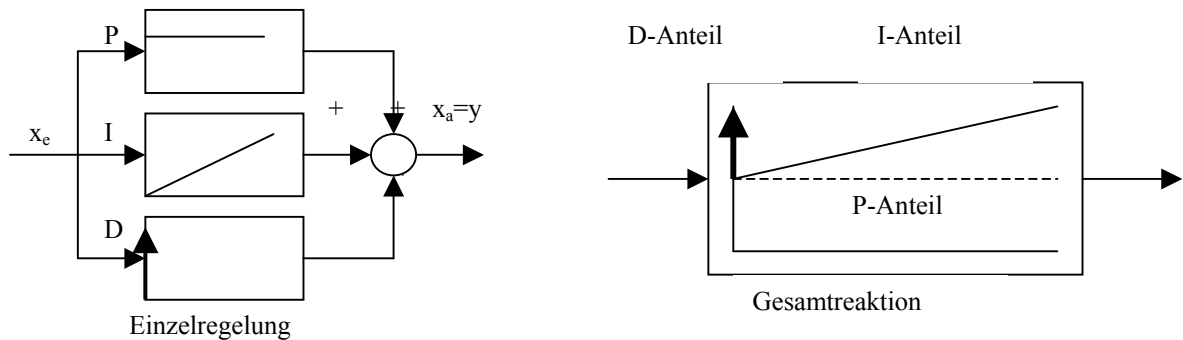 P
+ +
x_a=y
x_e
I
D
Einzelregelung
D-Anteil I-Anteil
P-Anteil
Gesamtreaktion